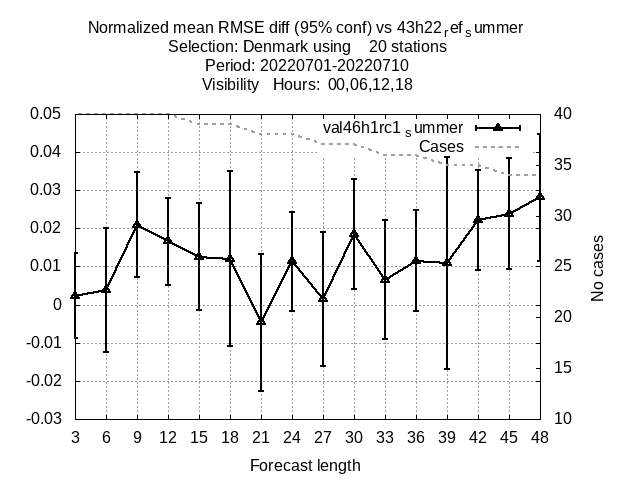 Normalized mean RMSE diff (95% conf) vs 43h22refsummer
Selection: Denmark using 20 stations
Period: 20220701-20220710
Visibility Hours: 00,06,12,18
val46h1rc1summer
Cases
0.05
0.04
0.03
0.02
0.01
0
-0.01
-0.02
-0.03
40
35
30
25
20
15
10
No cases
3 6 9 12 15 18 21 24 27 30 33 36 39 42 45 48
Forecast length